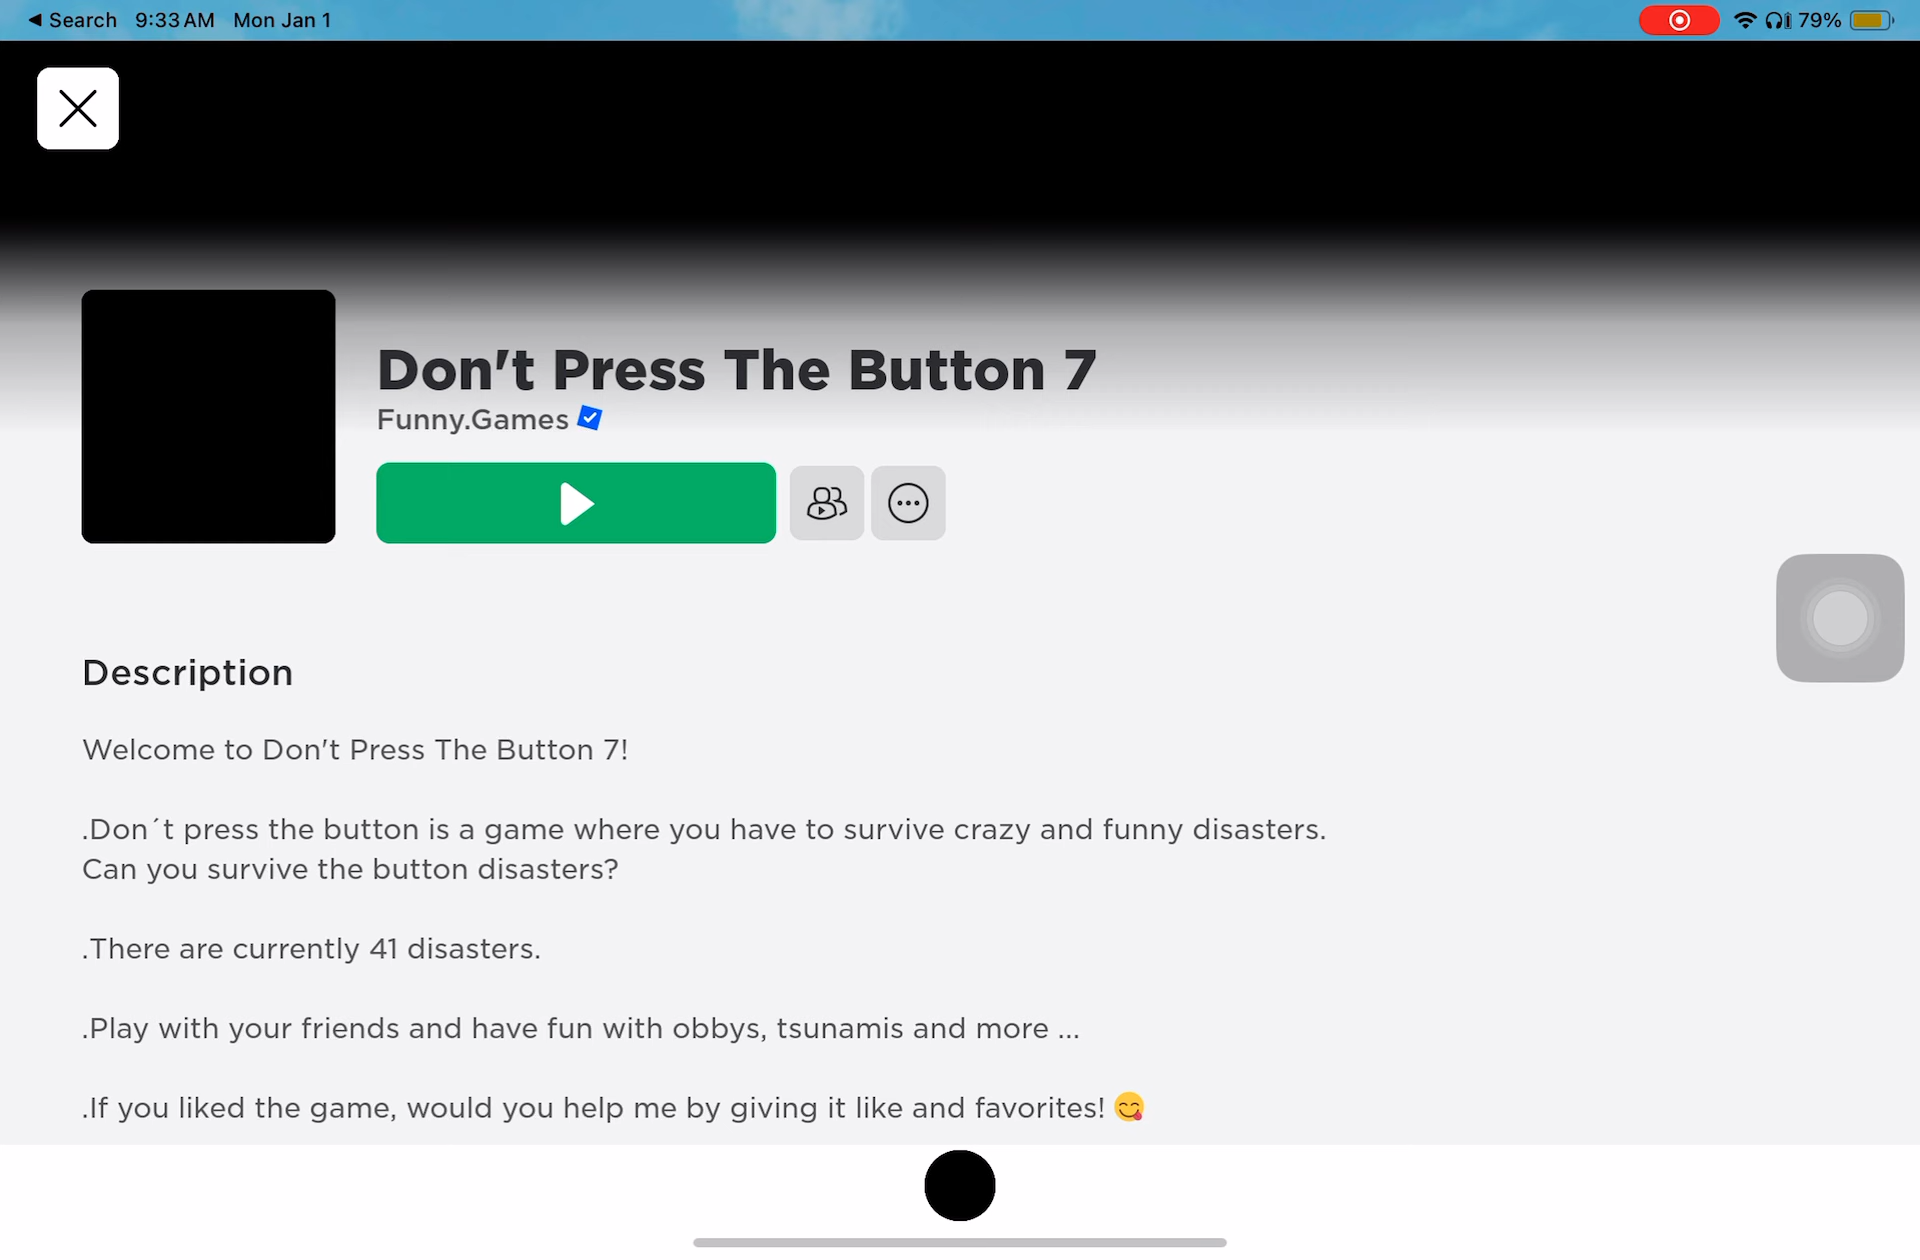 Search 9:33 AM Mon Jan 1 79%
Don't Press The Button 7
Funny.Games
Description
Welcome to Don't Press The Button 7!
.Don´t press the button is a game where you have to survive crazy and funny disasters.
Can you survive the button disasters?
.There are currently 41 disasters.
.Play with your friends and have fun with obbys, tsunamis and more ...
.If you liked the game, would you help me by giving it like and favorites! 😋